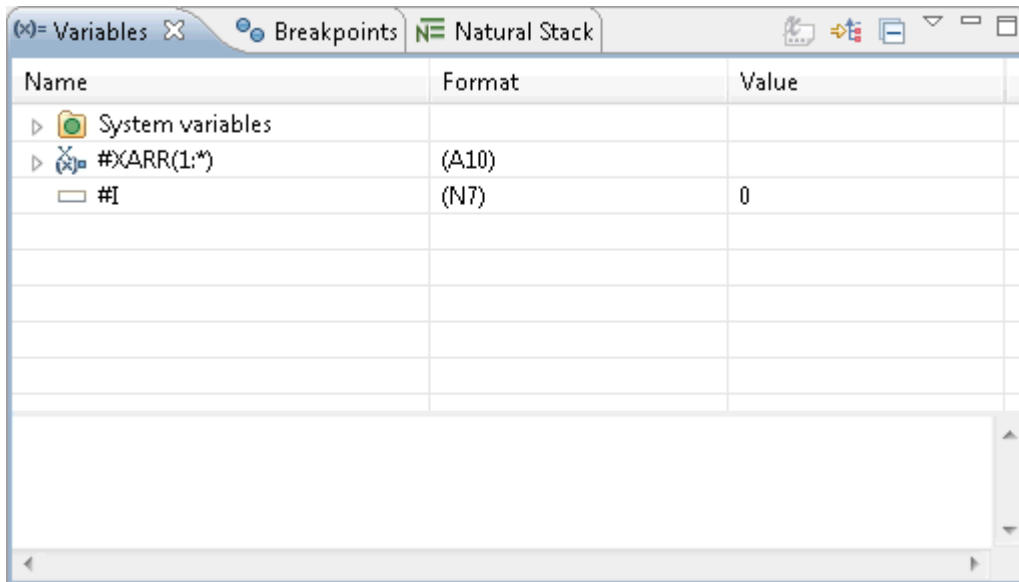 (x)= Variables Breakpoints Natural Stack
Name Format Value
System variables
#XARR(1:*) (A10)
#I (N7) 0